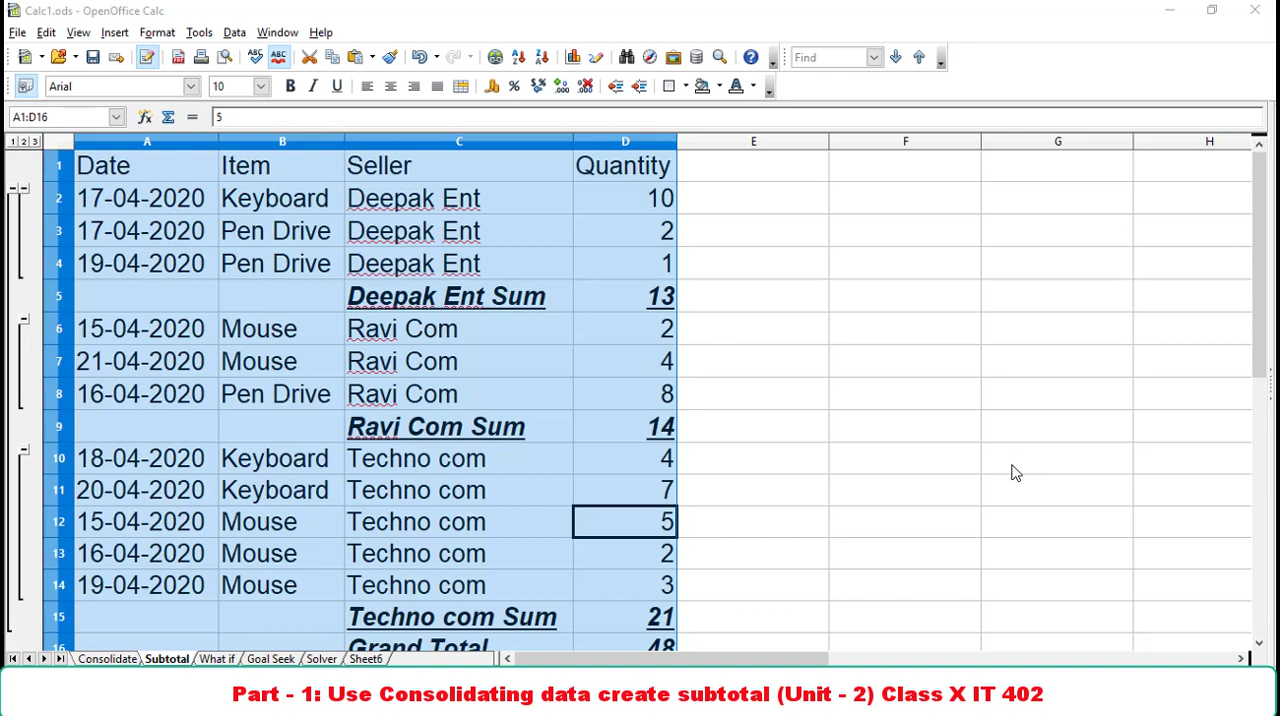 Calc1.ods - OpenOffice Calc
File Edit View Insert Format Tools Data Window Help
Find
Arial 10
A1:D16 5
1 2 3 A B C D E F G H
1 Date Item Seller Quantity
2 17-04-2020 Keyboard Deepak Ent 10
3 17-04-2020 Pen Drive Deepak Ent 2
4 19-04-2020 Pen Drive Deepak Ent 1
5 Deepak Ent Sum 13
6 15-04-2020 Mouse Ravi Com 2
7 21-04-2020 Mouse Ravi Com 4
8 16-04-2020 Pen Drive Ravi Com 8
9 Ravi Com Sum 14
10 18-04-2020 Keyboard Techno com 4
11 20-04-2020 Keyboard Techno com 7
12 15-04-2020 Mouse Techno com 5
13 16-04-2020 Mouse Techno com 2
14 19-04-2020 Mouse Techno com 3
15 Techno com Sum 21
16 Grand Total 48
Consolidate Subtotal What if Goal Seek Solver Sheet6
Part - 1: Use Consolidating data create subtotal (Unit - 2) Class X IT 402